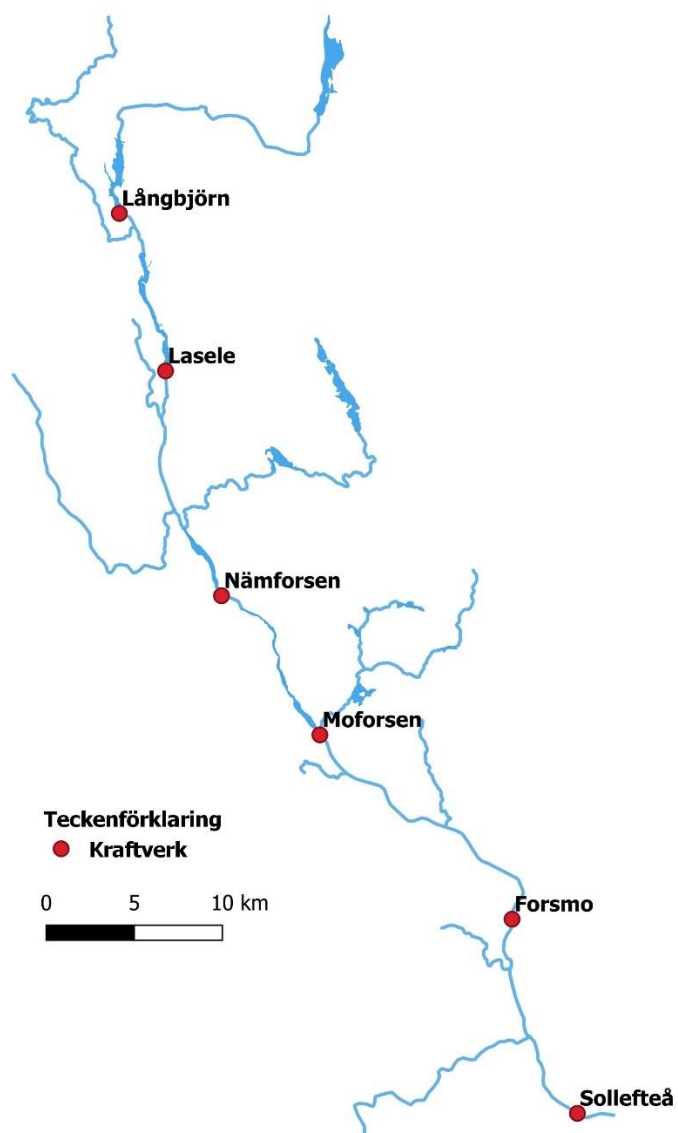 Långbjörn
Lasele
Nämforsen
Moforsen
Teckenförklaring
Kraftverk
0 5 10 km
Forsmo
Sollefteå